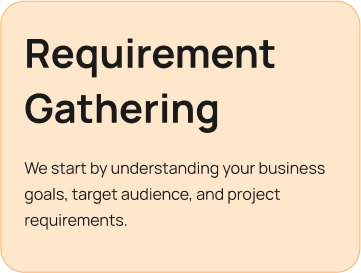 Requirement
Gathering
We start by understanding your business
goals, target audience, and project
requirements.